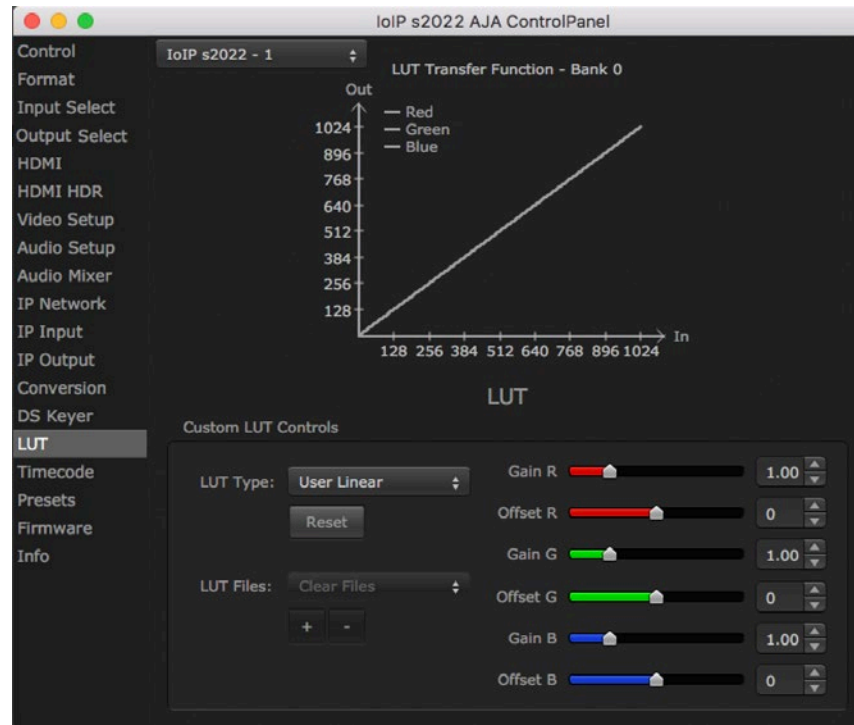 IoIP s2022 AJA ControlPanel
Control
Format
Input Select
Output Select
HDMI
HDMI HDR
Video Setup
Audio Setup
Audio Mixer
IP Network
IP Input
IP Output
Conversion
DS Keyer
LUT
Timecode
Presets
Firmware
Info
IoIP s2022 - 1
LUT Transfer Function - Bank 0
Out
Red
Green
Blue
1024
896
768
640
512
384
256
128
128 256 384 512 640 768 896 1024
In
LUT
Custom LUT Controls
LUT Type: User Linear
Reset
LUT Files: Clear Files
+ -
Gain R 1.00
Offset R 0
Gain G 1.00
Offset G 0
Gain B 1.00
Offset B 0